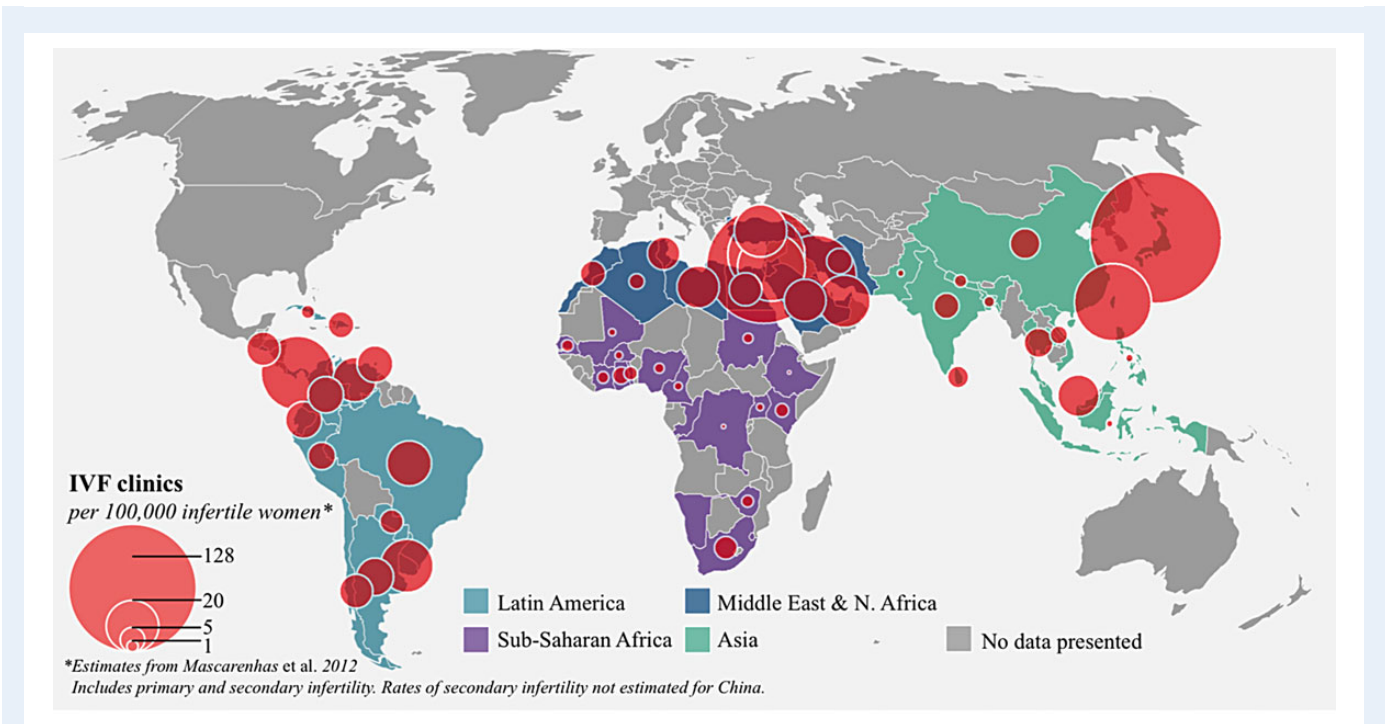 IVF clinics
per 100,000 infertile women*
128
20
5
1
Latin America
Middle East & N. Africa
Sub-Saharan Africa
Asia
No data presented
*Estimates from Mascarenhas et al. 2012
Includes primary and secondary infertility. Rates of secondary infertility not estimated for China.